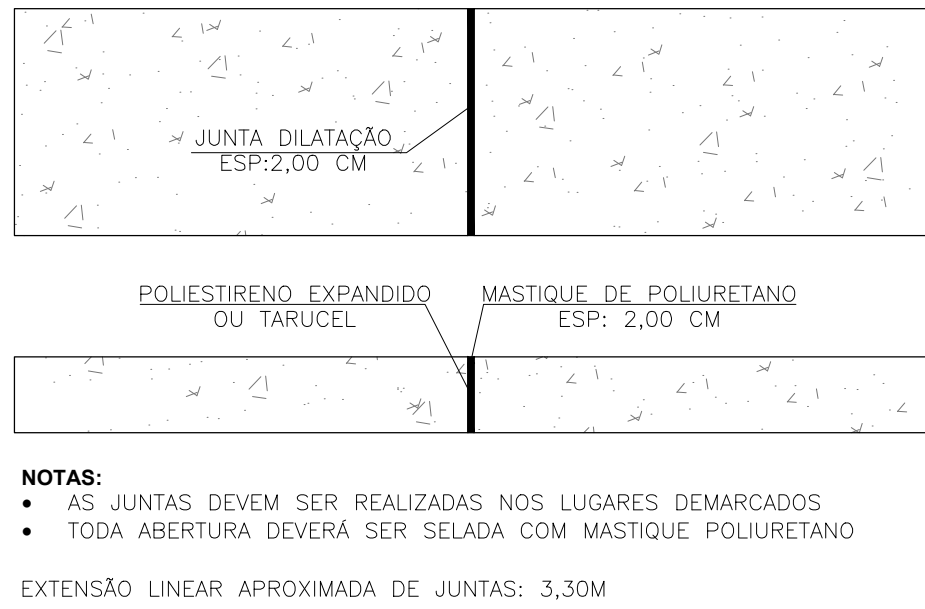 JUNTA DILATAÇÃO
ESP:2,00 CM
POLIESTIRENO EXPANDIDO
OU TARUCEL
MASTIQUE DE POLIURETANO
ESP: 2,00 CM
NOTAS:
• AS JUNTAS DEVEM SER REALIZADAS NOS LUGARES DEMARCADOS
• TODA ABERTURA DEVERÁ SER SELADA COM MASTIQUE POLIURETANO
EXTENSÃO LINEAR APROXIMADA DE JUNTAS: 3,30M